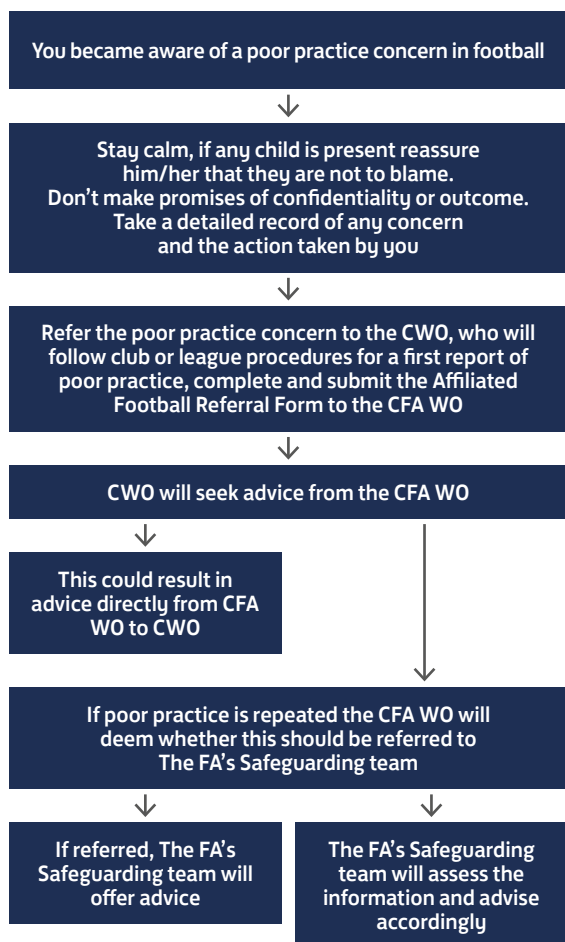 You became aware of a poor practice concern in football
Stay calm, if any child is present reassure
him/her that they are not to blame.
Don’t make promises of confidentiality or outcome.
Take a detailed record of any concern
and the action taken by you
Refer the poor practice concern to the CWO, who will
follow club or league procedures for a first report of
poor practice, complete and submit the Affiliated
Football Referral Form to the CFA WO
CWO will seek advice from the CFA WO
This could result in
advice directly from CFA
WO to CWO
If poor practice is repeated the CFA WO will
deem whether this should be referred to
The FA’s Safeguarding team
If referred, The FA’s
Safeguarding team will
offer advice
The FA’s Safeguarding
team will assess the
information and advise
accordingly